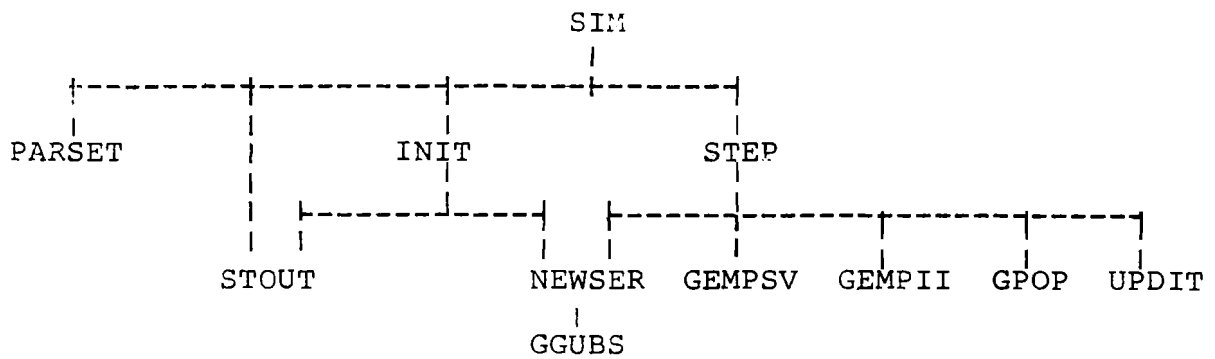 SIM
PARSET INIT STEP
STOUT NEWSER GEMPSV GEMPII GPOP UPDIT
GGUBS